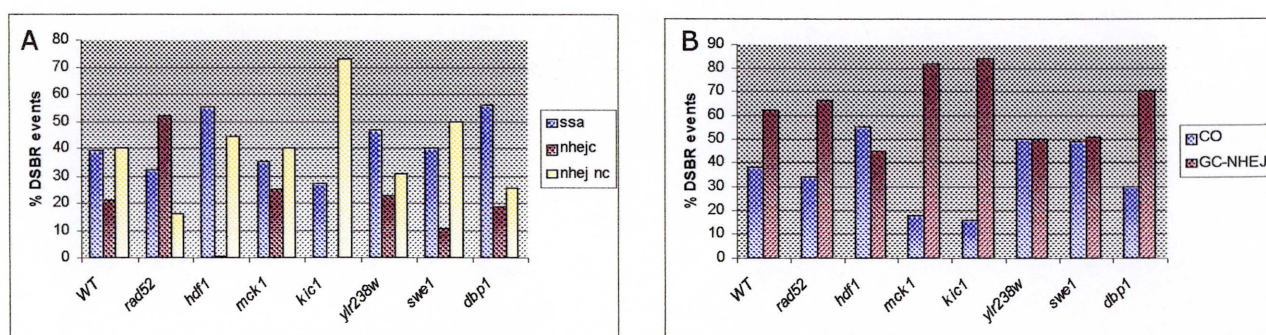 A
% DSBR events
80
70
60
50
40
30
20
10
0
WT
rad52
hdf1
mck1
kic1
ylr238w
swe1
dbp1
ssa
nhejc
nhej nc
B
% DSBR events
90
80
70
60
50
40
30
20
10
0
WT
rad52
hdf1
mck1
kic1
ylr238w
swe1
dbp1
CO
GC-NHEJ